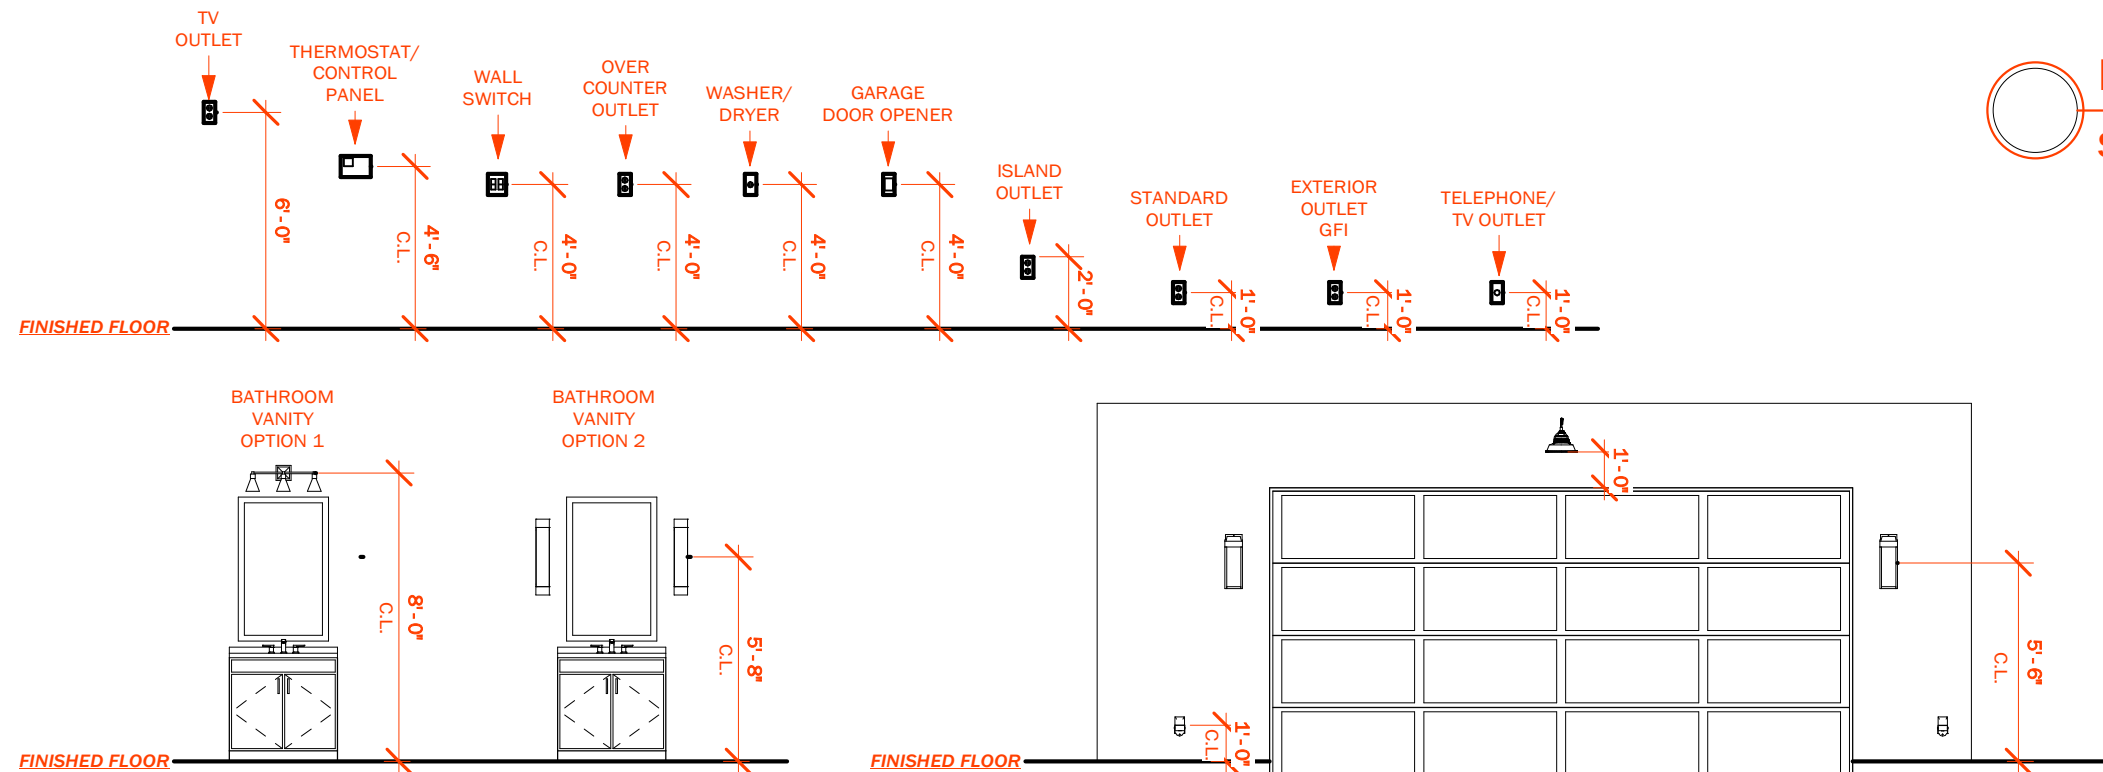 TV
OUTLET
THERMOSTAT/
CONTROL
PANEL
WALL
SWITCH
OVER
COUNTER
OUTLET
WASHER/
DRYER
GARAGE
DOOR OPENER
ISLAND
OUTLET
STANDARD
OUTLET
EXTERIOR
OUTLET
GFI
TELEPHONE/
TV OUTLET
6'-0"
4'-6"
C.L.
4'-0"
C.L.
4'-0"
C.L.
4'-0"
C.L.
4'-0"
C.L.
2'-0"
1'-0"
C.L.
1'-0"
C.L.
1'-0"
C.L.
FINISHED FLOOR
BATHROOM
VANITY
OPTION 1
BATHROOM
VANITY
OPTION 2
8'-0"
C.L.
5'-8"
C.L.
1'-0"
5'-6"
C.L.
1'-0"
C.L.
FINISHED FLOOR
FINISHED FLOOR